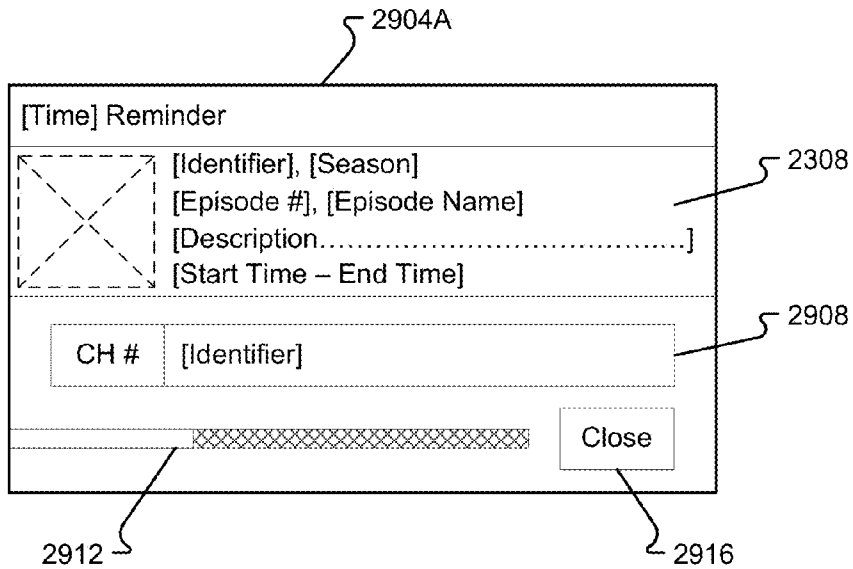 2904A
[Time] Reminder
[Identifier], [Season]
2308
[Episode #], [Episode Name]
[Description......................................]
[Start Time – End Time]
2908
CH # [Identifier]
Close
2912
2916